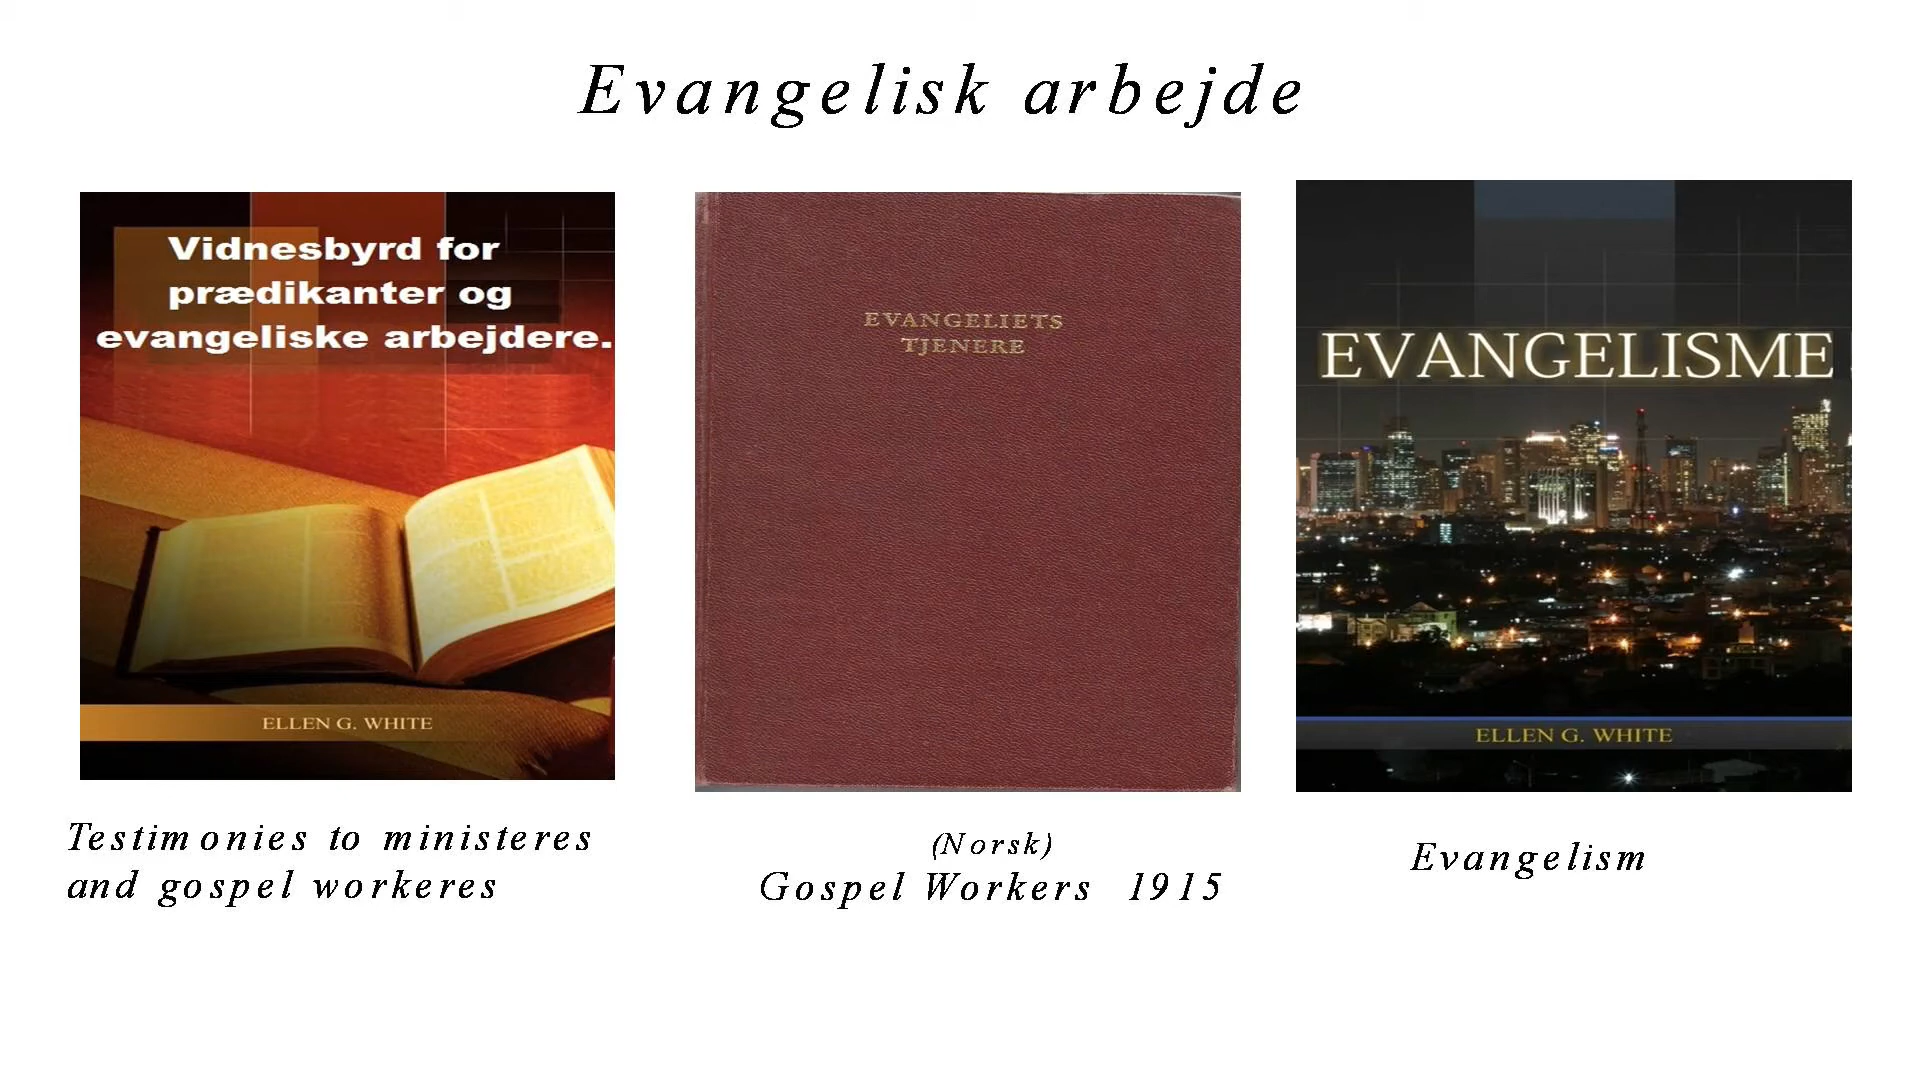 Evangelisk arbejde
Vidnesbyrd for
prædikanter og
evangeliske arbejdere.
ELLEN G. WHITE
Testimonies to ministeres
and gospel workeres
EVANGELIETS
TJENERE
(Norsk)
Gospel Workers 1915
EVANGELISME
ELLEN G. WHITE
Evangelism